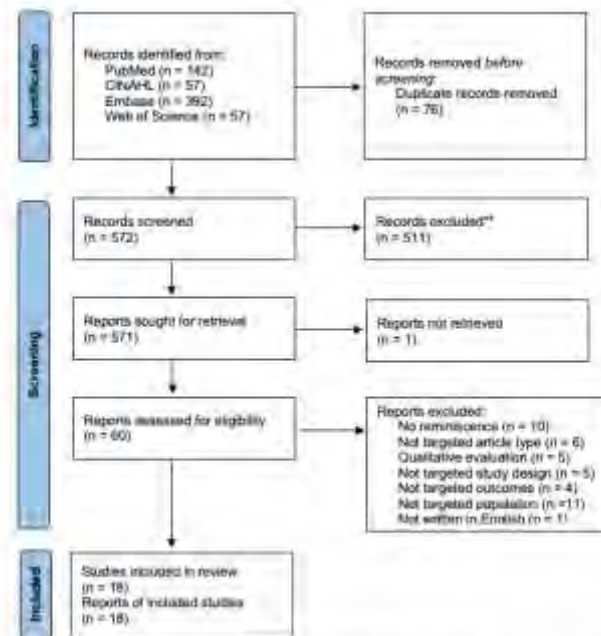 Identification
Records identified from:
PubMed (n = 142)
CINAHL (n = 57)
Embase (n = 392)
Web of Science (n = 57)
Records removed before
screening:
Duplicate records removed
(n = 76)
Screening
Records screened
(n = 572)
Records excluded**
(n = 511)
Reports sought for retrieval
(n = 571)
Reports not retrieved
(n = 1)
Reports assessed for eligibility
(n = 60)
Reports excluded:
No reminiscence (n = 10)
Not targeted article type (n = 6)
Qualitative evaluation (n = 5)
Not targeted study design (n = 5)
Not targeted outcomes (n = 4)
Not targeted population (n =11)
Not written in English (n = 1)
Included
Studies included in review
(n = 18)
Reports of included studies
(n = 18)